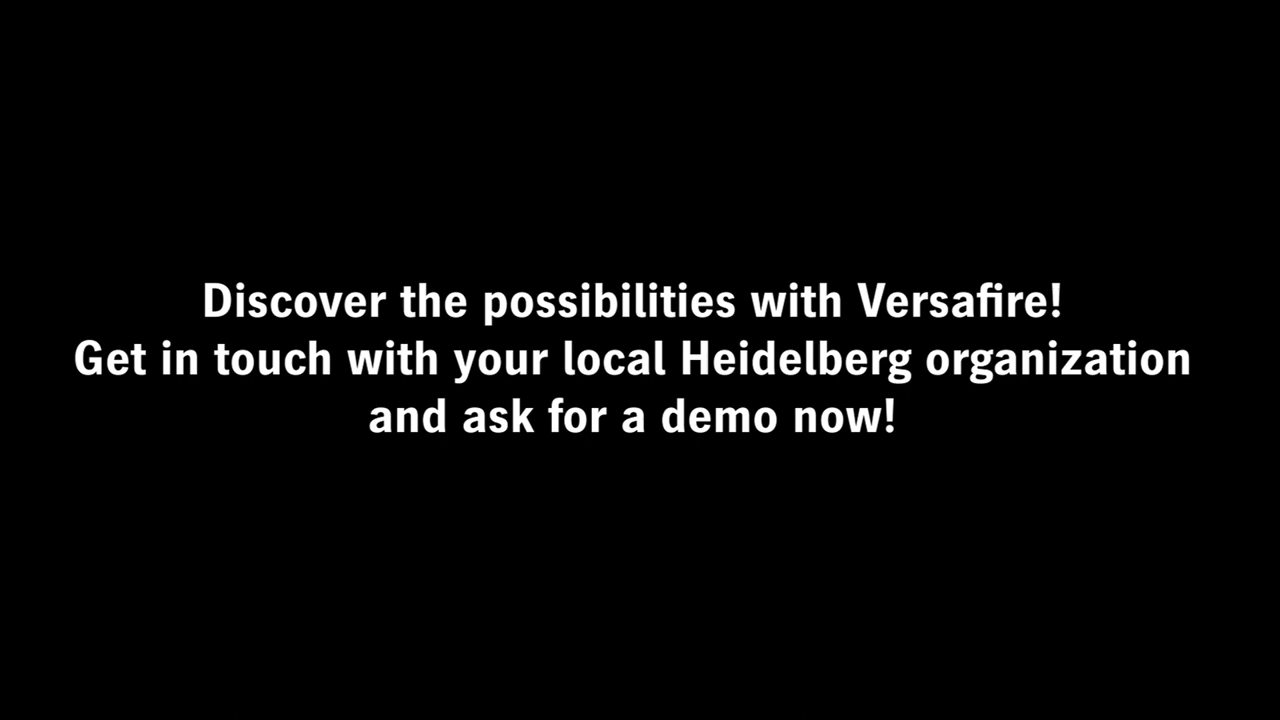 Discover the possibilities with Versafire!
Get in touch with your local Heidelberg organization
and ask for a demo now!